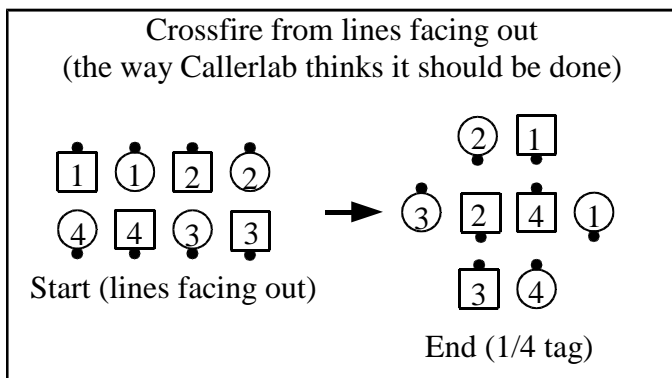 Crossfire from lines facing out
(the way Callerlab thinks it should be done)
2 1
1 1 2 2
3 2 4 1
4 4 3 3
Start (lines facing out)
3 4
End (1/4 tag)